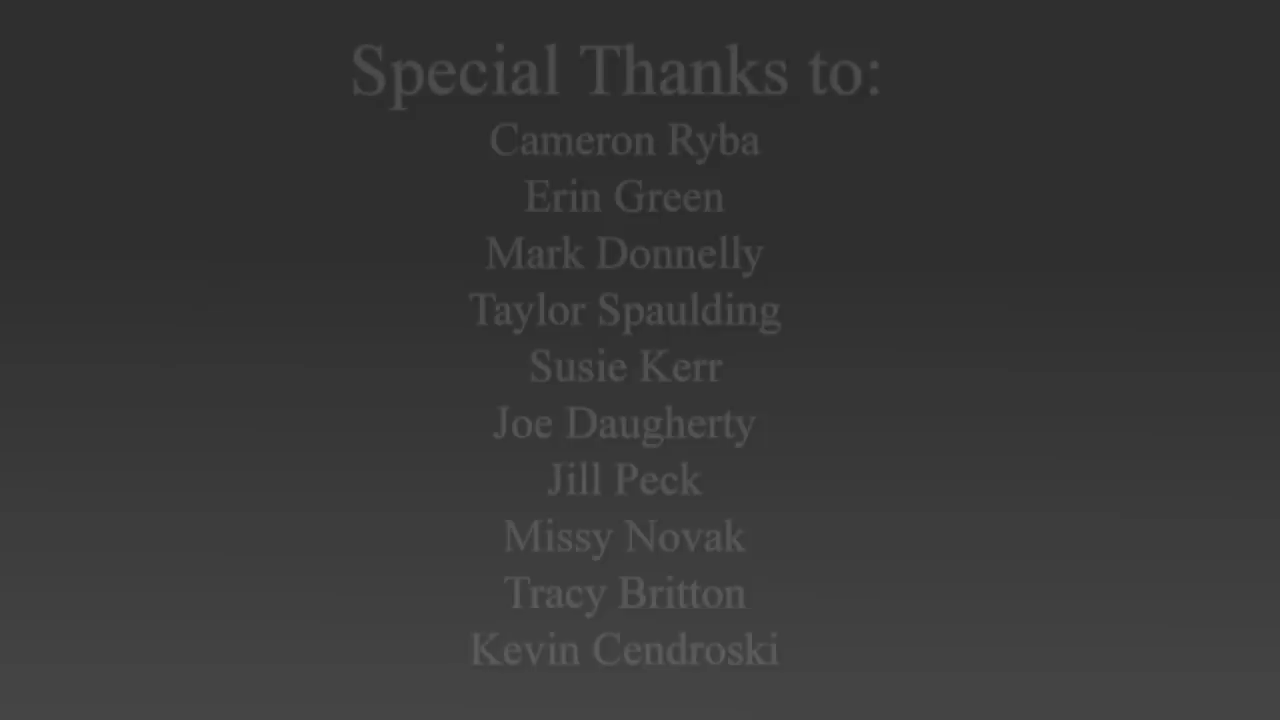 Special Thanks to:
Cameron Ryba
Erin Green
Mark Donnelly
Taylor Spaulding
Susie Kerr
Joe Daugherty
Jill Peck
Missy Novak
Tracy Britton
Kevin Cendroski